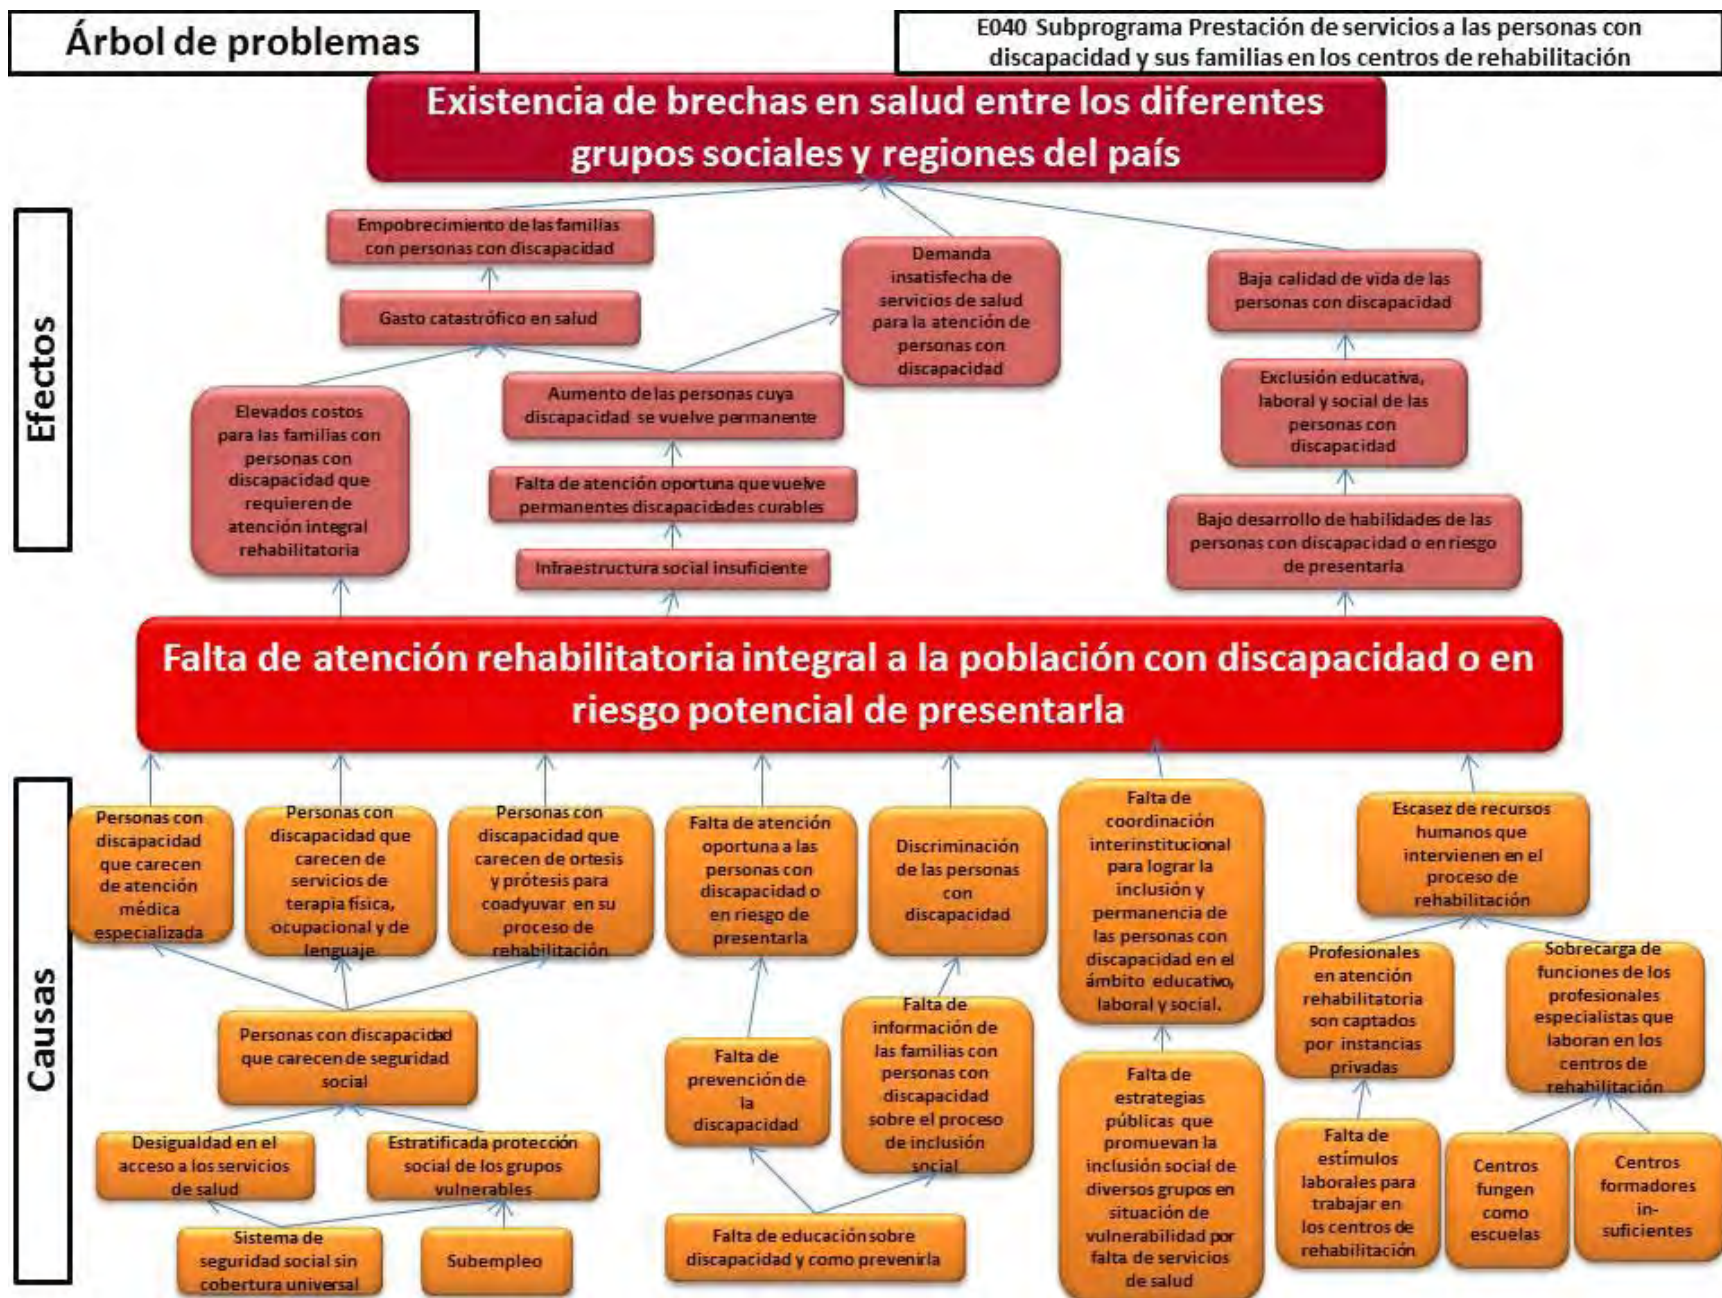 Árbol de problemas
E040 Subprograma Prestación de servicios a las personas con
discapacidad y sus familias en los centros de rehabilitación
Existencia de brechas en salud entre los diferentes
grupos sociales y regiones del país
Efectos
Empobrecimiento de las familias
con personas con discapacidad
Gasto catastrófico en salud
Demanda
insatisfecha de
servicios de salud
para la atención de
personas con
discapacidad
Baja calidad de vida de las
personas con discapacidad
Elevados costos
para las familias con
personas con
discapacidad que
requieren de
atención integral
rehabilitatoria
Aumento de las personas cuya
discapacidad se vuelve permanente
Exclusión educativa,
laboral y social de las
personas con
discapacidad
Falta de atención oportuna que vuelve
permanentes discapacidades curables
Bajo desarrollo de habilidades de las
personas con discapacidad o en riesgo
de presentarla
Infraestructura social insuficiente
Falta de atención rehabilitatoria integral a la población con discapacidad o en
riesgo potencial de presentarla
Causas
Personas con
discapacidad
que carecen
de atención
médica
especializada
Personas con
discapacidad que
carecen de
servicios de
terapia física,
ocupacional y de
lenguaje
Personas con
discapacidad que
carecen de ortesis
y prótesis para
coadyuvar en su
proceso de
rehabilitación
Falta de atención
oportuna a las
personas con
discapacidad o
en riesgo de
presentarla
Discriminación
de las personas
con
discapacidad
Falta de
coordinación
interinstitucional
para lograr la
inclusión y
permanencia de
las personas con
discapacidad en el
ámbito educativo,
laboral y social.
Escasez de recursos
humanos que
intervienen en el
proceso de
rehabilitación
Personas con discapacidad
que carecen de seguridad
social
Falta de
prevención de
la
discapacidad
Falta de
información de
las familias con
personas con
discapacidad
sobre el proceso
de inclusión
social
Falta de
estrategias
públicas que
promuevan la
inclusión social de
diversos grupos en
situación de
vulnerabilidad por
falta de servicios
de salud
Profesionales
en atención
rehabilitatoria
son captados
por instancias
privadas
Sobrecarga de
funciones de los
profesionales
especialistas que
laboran en los
centros de
rehabilitación
Desigualdad en el
acceso a los servicios
de salud
Estratificada protección
social de los grupos
vulnerables
Falta de
estímulos
laborales para
trabajar en
los centros de
rehabilitación
Centros
fungen
como
escuelas
Centros
formadores
in-
suficientes
Sistema de
seguridad social sin
cobertura universal
Subempleo
Falta de educación sobre
discapacidad y como prevenirla